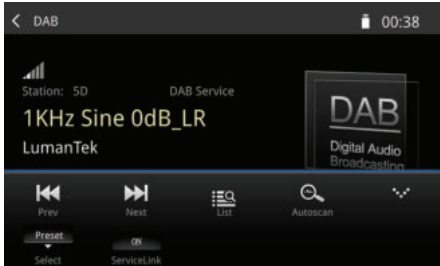 DAB 00:38
Station: 5D DAB Service
1KHz Sine 0dB_LR
LumanTek
DAB
Digital Audio
Broadcasting
Prev Next List Autoscan
Preset ON
Select ServiceLink